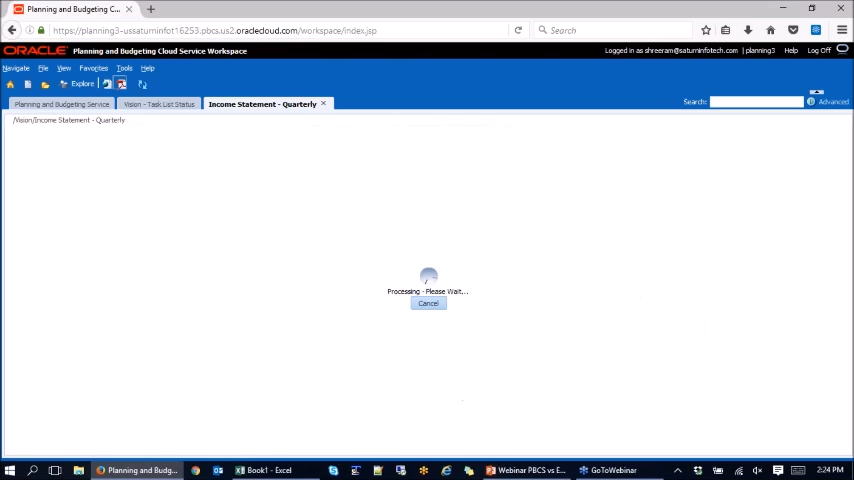 Planning and Budgeting C...
https://planning3-ussaturninfot16253.pbcs.us2.oraclecloud.com/workspace/index.jsp
Search
ORACLE Planning and Budgeting Cloud Service Workspace
Logged in as shreeram@saturninfotech.com | planning3 Help Log Off
Navigate File View Favorites Tools Help
Explore
Planning and Budgeting Service Vision - Task List Status Income Statement - Quarterly
Search: Advanced
/Vision/Income Statement - Quarterly
Processing - Please Wait...
Cancel
Planning and Budg... Book1 - Excel Webinar PBCS vs E... GoToWebinar 2:24 PM